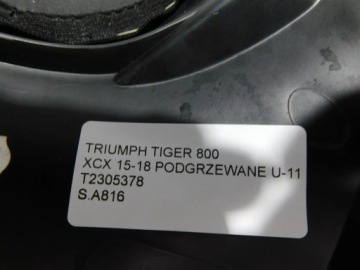 TRIUMPH TIGER 800
XCX 15-18 PODGRZEWANE U-11
T2305378
S.A816